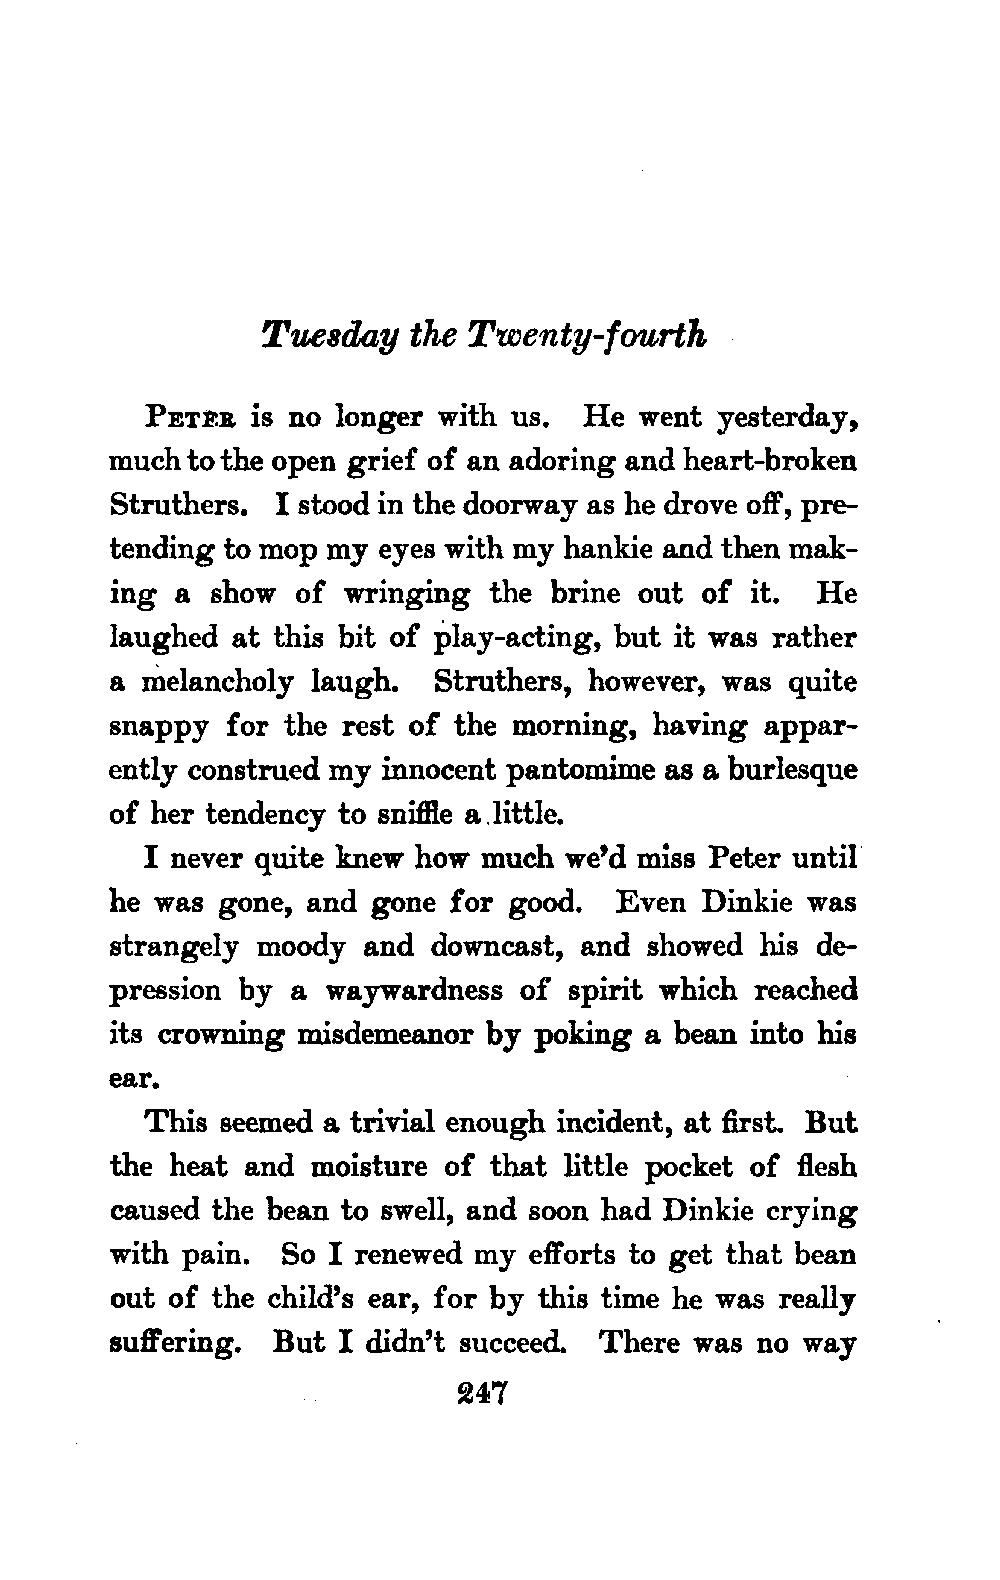 Tuesday the Twenty-fourth
PETER is no longer with us. He went yesterday,
much to the open grief of an adoring and heart-broken
Struthers. I stood in the doorway as he drove off, pre-
tending to mop my eyes with my hankie and then mak-
ing a show of wringing the brine out of it. He
laughed at this bit of play-acting, but it was rather
a melancholy laugh. Struthers, however, was quite
snappy for the rest of the morning, having appar-
ently construed my innocent pantomime as a burlesque
of her tendency to sniffle a little.
I never quite knew how much we'd miss Peter until
he was gone, and gone for good. Even Dinkie was
strangely moody and downcast, and showed his de-
pression by a waywardness of spirit which reached
its crowning misdemeanor by poking a bean into his
ear.
This seemed a trivial enough incident, at first. But
the heat and moisture of that little pocket of flesh
caused the bean to swell, and soon had Dinkie crying
with pain. So I renewed my efforts to get that bean
out of the child's ear, for by this time he was really
suffering. But I didn't succeed. There was no way
247